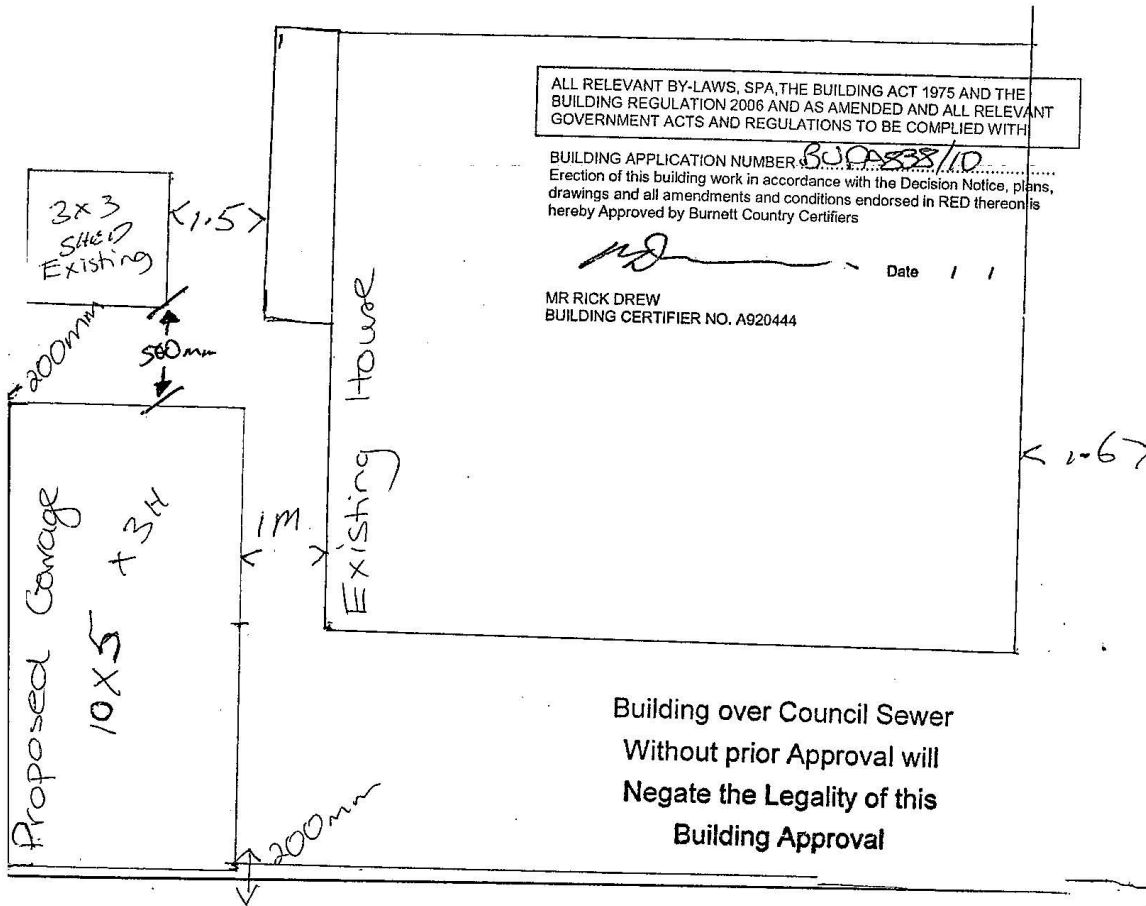 ALL RELEVANT BY-LAWS, SPA,THE BUILDING ACT 1975 AND THE
BUILDING REGULATION 2006 AND AS AMENDED AND ALL RELEVANT
GOVERNMENT ACTS AND REGULATIONS TO BE COMPLIED WITH
BUILDING APPLICATION NUMBER BUPA838/10
Erection of this building work in accordance with the Decision Notice, plans,
drawings and all amendments and conditions endorsed in RED thereon is
hereby Approved by Burnett Country Certifiers
Date / /
MR RICK DREW
BUILDING CERTIFIER NO. A920444
3x3
SHED
Existing
1.5
200mm
500mm
Existing House
1.6
1M
Proposed Garage
10x5 + 3H
200mm
Building over Council Sewer
Without prior Approval will
Negate the Legality of this
Building Approval